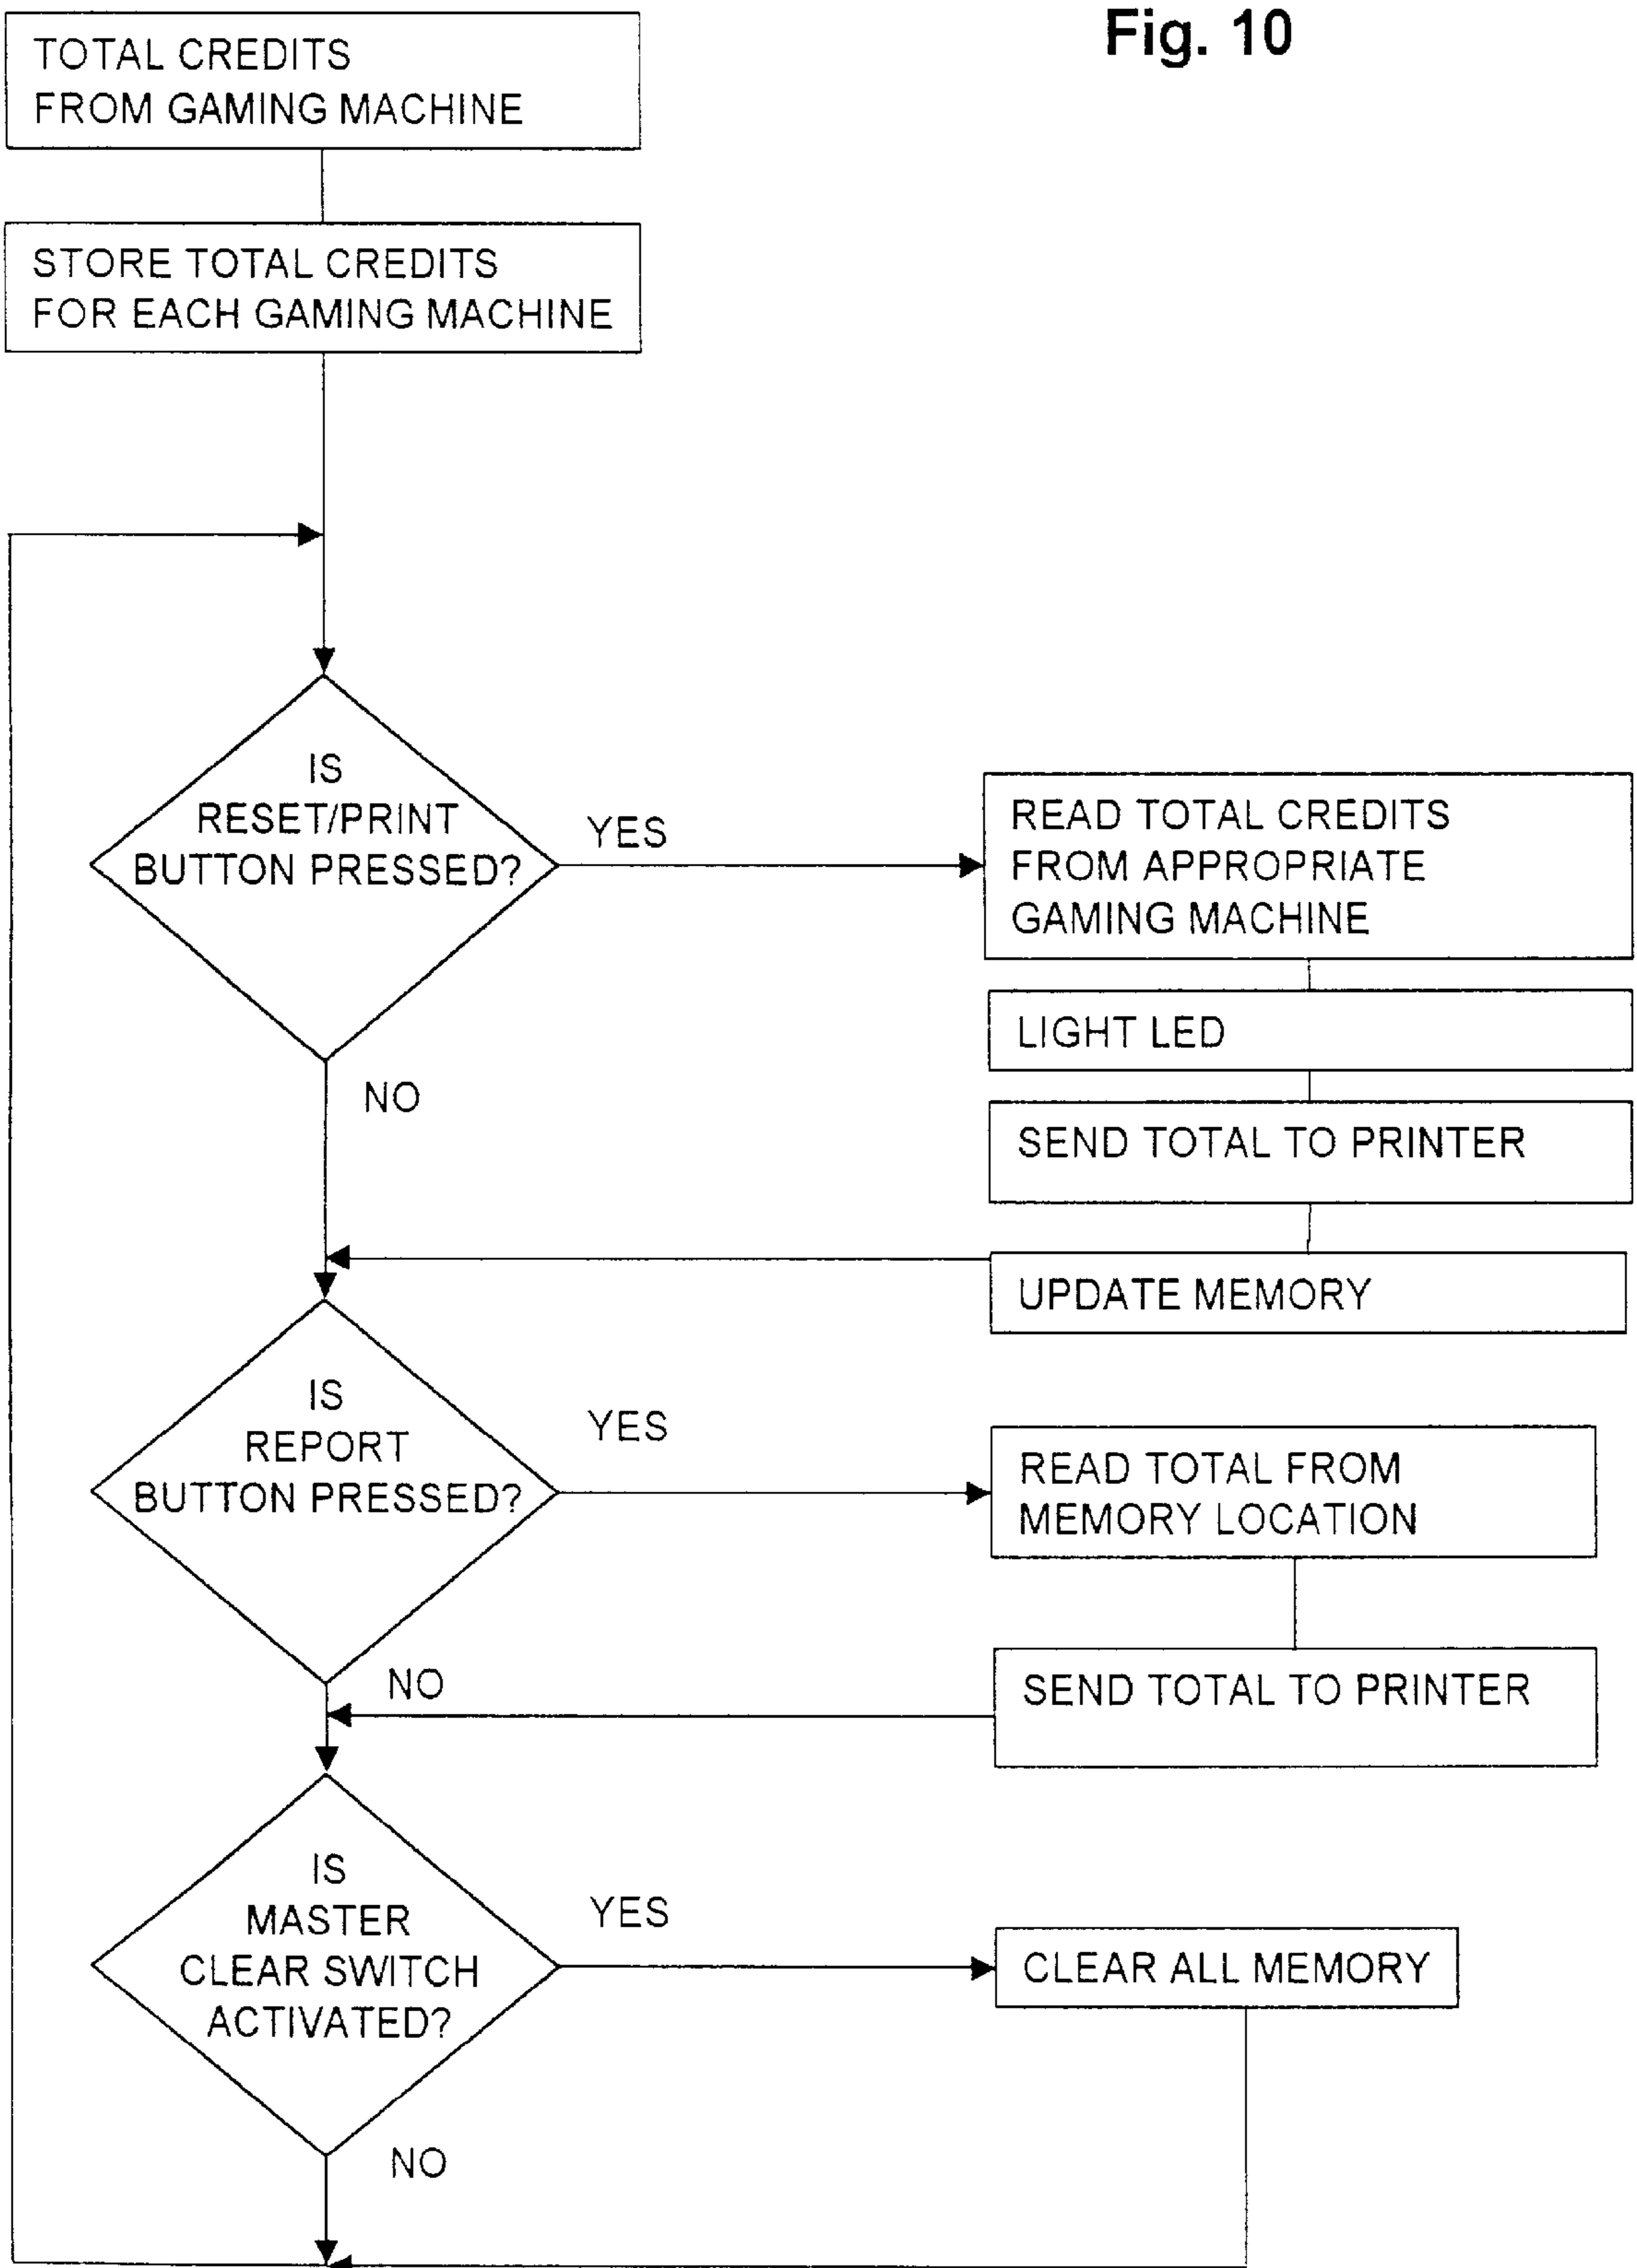 Fig. 10
TOTAL CREDITS
FROM GAMING MACHINE
STORE TOTAL CREDITS
FOR EACH GAMING MACHINE
IS
RESET/PRINT
BUTTON PRESSED?
YES
READ TOTAL CREDITS
FROM APPROPRIATE
GAMING MACHINE
LIGHT LED
NO
SEND TOTAL TO PRINTER
UPDATE MEMORY
IS
REPORT
BUTTON PRESSED?
YES
READ TOTAL FROM
MEMORY LOCATION
NO
SEND TOTAL TO PRINTER
IS
MASTER
CLEAR SWITCH
ACTIVATED?
YES
CLEAR ALL MEMORY
NO